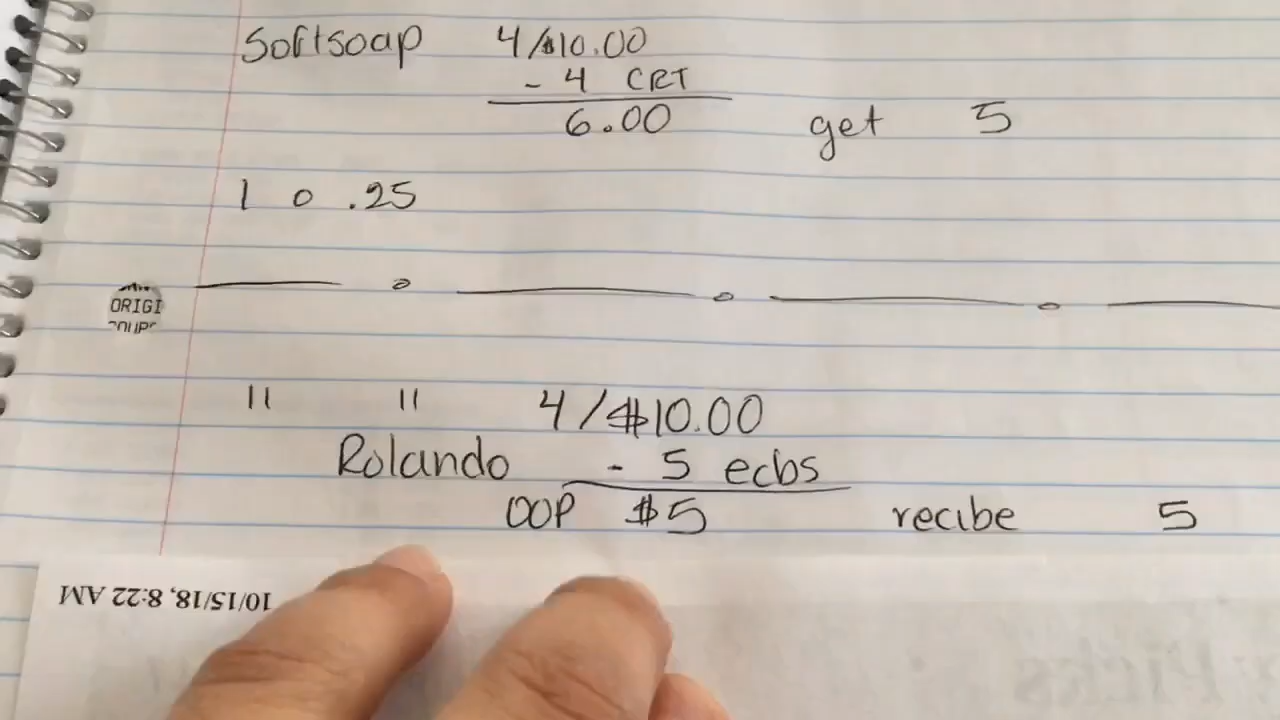 Softsoap 4/$10.00
- 4 CRT
6.00 get 5
1 o .25
ORIGI
" " 4/$10.00
Rolando - 5 ecbs
OOP $5 recibe 5
10/15/18, 8:22 AM
Picks